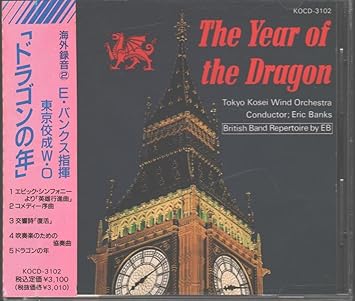 KOCD-3102
The Year of
the Dragon
Tokyo Kosei Wind Orchestra
Conductor; Eric Banks
British Band Repertoire by EB
海外録音②
E・バンクス指揮
東京佼成W・O
「ドラゴンの年」
1 エピック・シンフォニー
より「英雄行進曲」
2 コメディー序曲
3 交響詩「復活」
4 吹奏楽のための
協奏曲
5 ドラゴンの年
KOCD-3102
税込定価¥3,100
(税抜価格¥3,010)